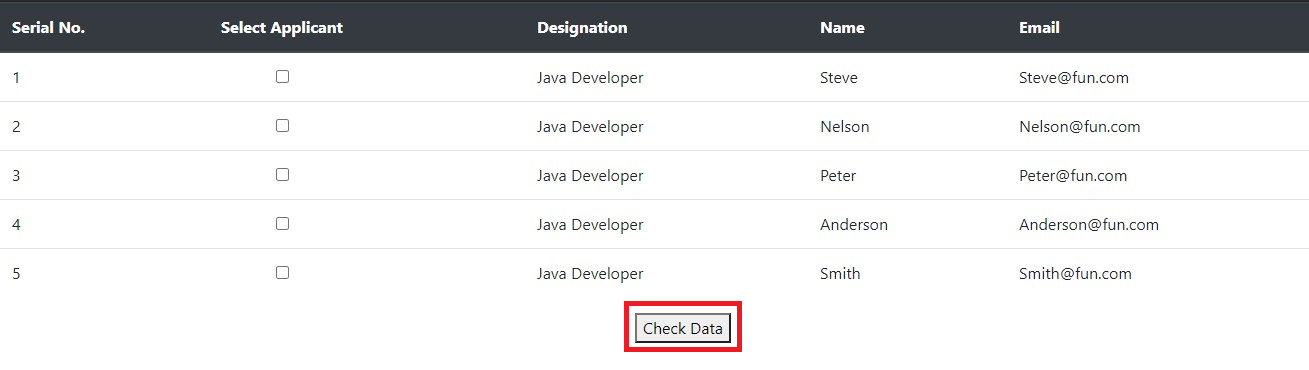 Serial No. Select Applicant Designation Name Email
1 Java Developer Steve Steve@fun.com
2 Java Developer Nelson Nelson@fun.com
3 Java Developer Peter Peter@fun.com
4 Java Developer Anderson Anderson@fun.com
5 Java Developer Smith Smith@fun.com
Check Data